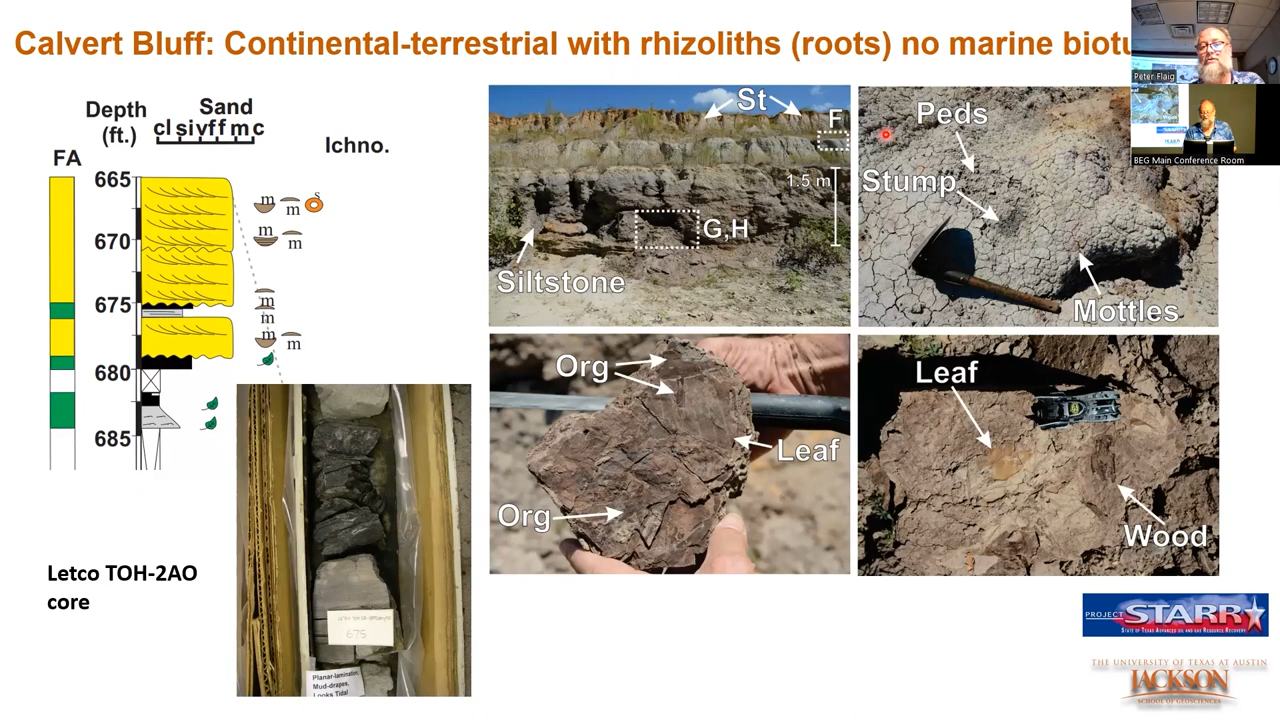 Calvert Bluff: Continental-terrestrial with rhizoliths (roots) no marine biotu
Peter Flaig
BEG Main Conference Room
Depth
(ft.)
Sand
cl si vf f m c
Ichno.
FA
665
670
675
680
685
m
m
s
m
m
m
m
m
m
Letco TOH-2AO
core
675
Planar-lamination,
Mud-drapes,
Looks Tidal
St
F
1.5 m
G,H
Siltstone
Peds
Stump
Mottles
Org
Leaf
Org
Leaf
Wood
PROJECT STARR
STATE OF TEXAS ADVANCED OIL AND GAS RESOURCE RECOVERY
THE UNIVERSITY OF TEXAS AT AUSTIN
JACKSON
SCHOOL OF GEOSCIENCES